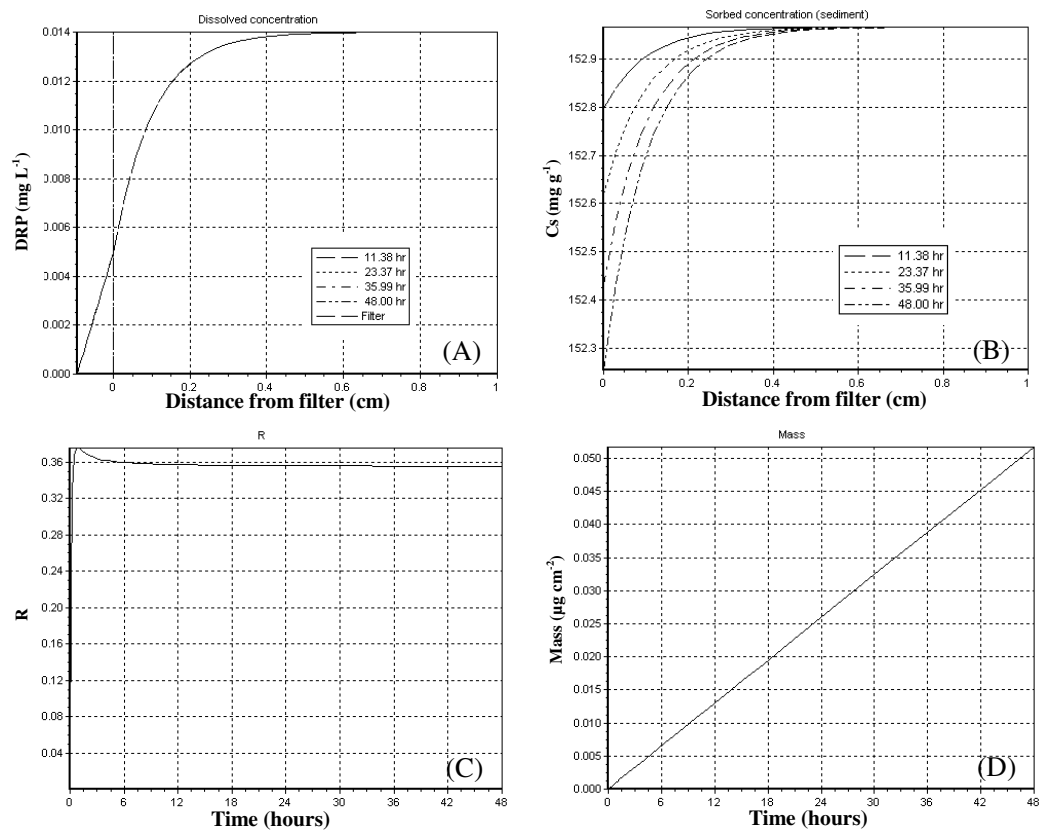 Dissolved concentration
0.014
0.012
0.010
0.008
0.006
0.004
0.002
0.000
DRP (mg L-1)
11.38 hr
23.37 hr
35.99 hr
48.00 hr
Filter
(A)
0 0.2 0.4 0.6 0.8 1
Distance from filter (cm)
Sorbed concentration (sediment)
152.9
152.8
152.7
152.6
152.5
152.4
152.3
Cs (mg g-1)
11.38 hr
23.37 hr
35.99 hr
48.00 hr
(B)
0 0.2 0.4 0.6 0.8 1
Distance from filter (cm)
R
0.36
0.28
0.24
0.20
0.16
0.12
0.04
R
(C)
0 6 12 18 24 30 36 42 48
Time (hours)
Mass
0.050
0.045
0.040
0.035
0.030
0.025
0.020
0.015
0.010
0.005
0.000
Mass (µg cm-2)
(D)
0 6 12 18 24 30 36 42 48
Time (hours)